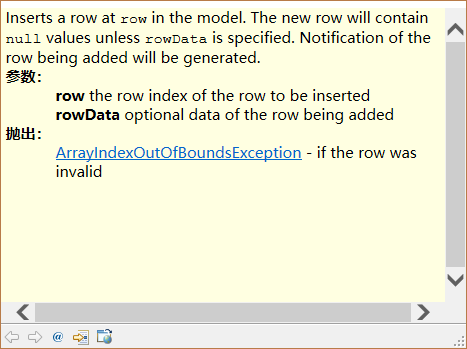 Inserts a row at row in the model. The new row will contain
null values unless rowData is specified. Notification of the
row being added will be generated.
参数：
row the row index of the row to be inserted
rowData optional data of the row being added
抛出：
ArrayIndexOutOfBoundsException - if the row was
invalid
@